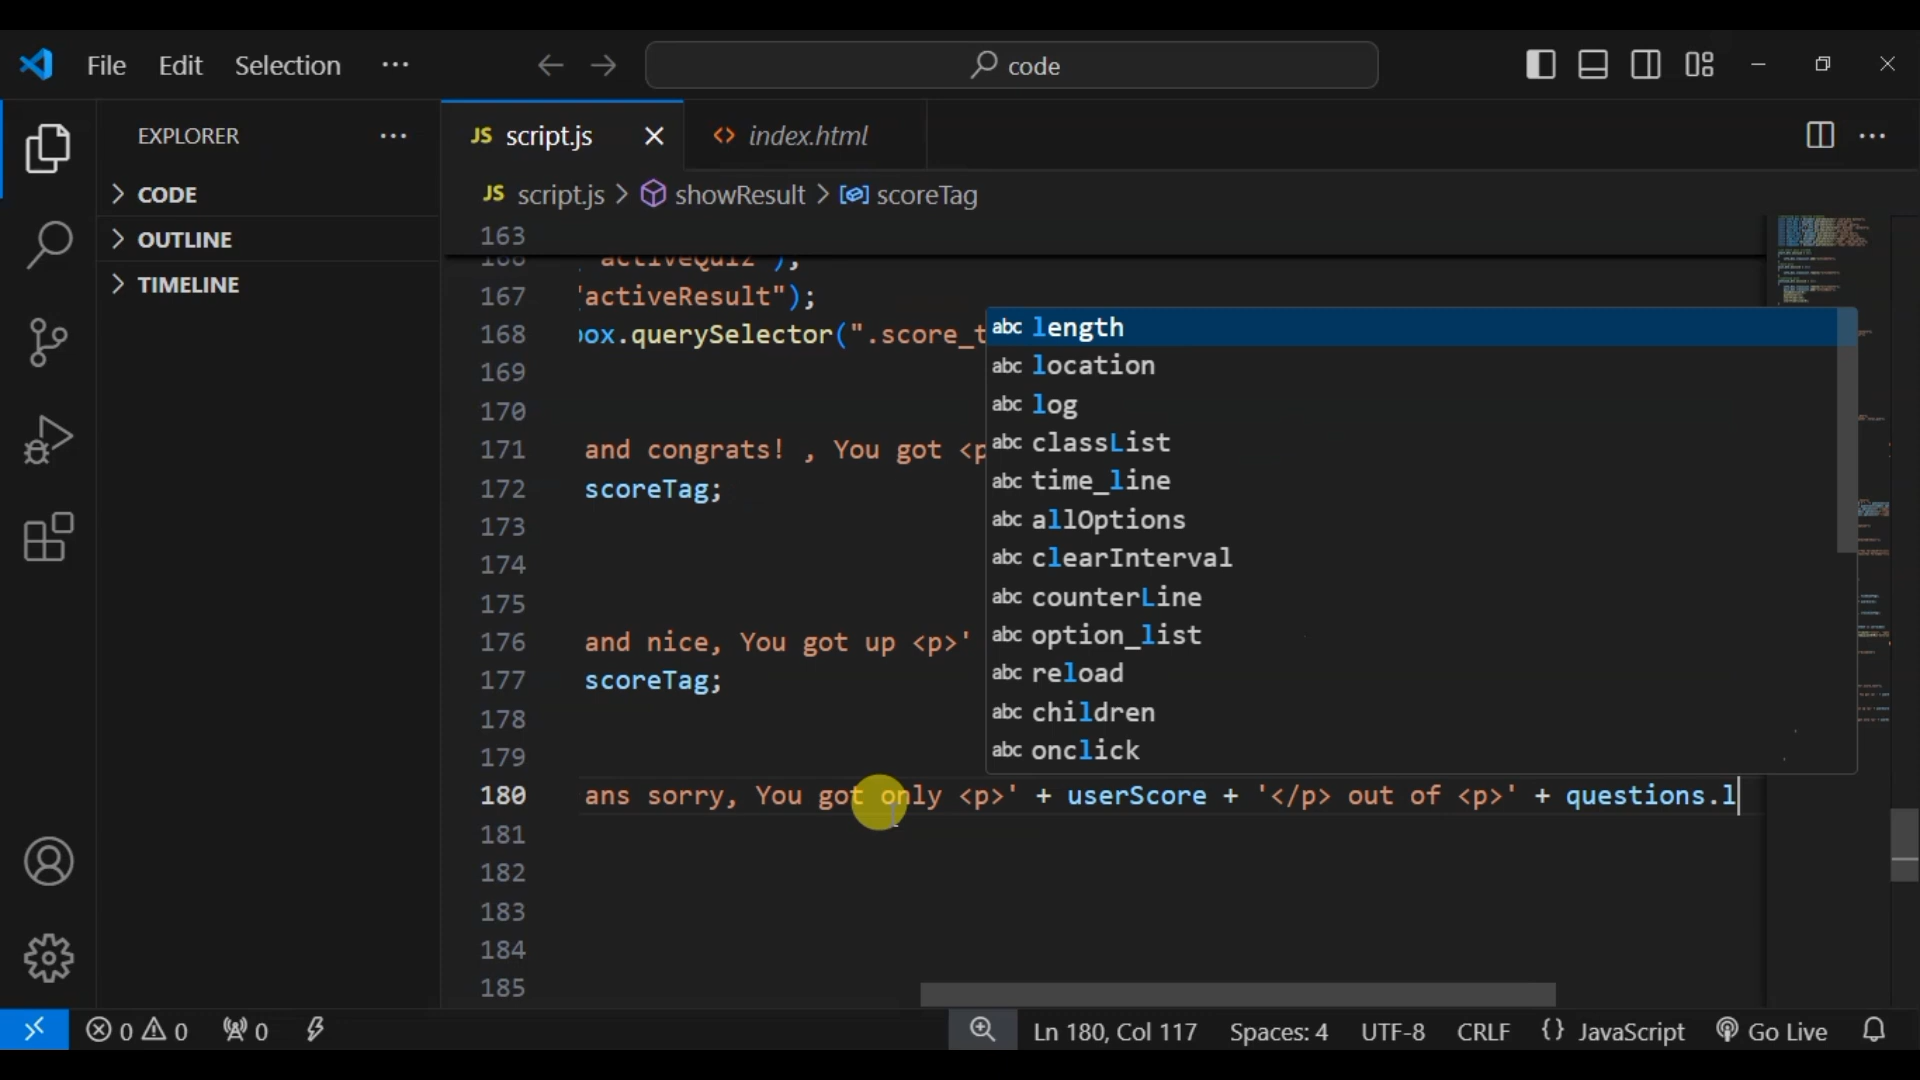 File Edit Selection ··· code
EXPLORER ···
CODE
OUTLINE
TIMELINE
JS script.js index.html
JS script.js > showResult > scoreTag
163
166 activeQuiz");
167 "activeResult");
168 box.querySelector(".score_t
169
170
171 and congrats! , You got <p
172 scoreTag;
173
174
175
176 and nice, You got up <p>'
177 scoreTag;
178
179
180 ans sorry, You got only <p>' + userScore + '</p> out of <p>' + questions.l
181
182
183
184
185
abc length
abc location
abc log
abc classList
abc time_line
abc allOptions
abc clearInterval
abc counterLine
abc option_list
abc reload
abc children
abc onclick
0 0 0 Ln 180, Col 117 Spaces: 4 UTF-8 CRLF {} JavaScript Go Live